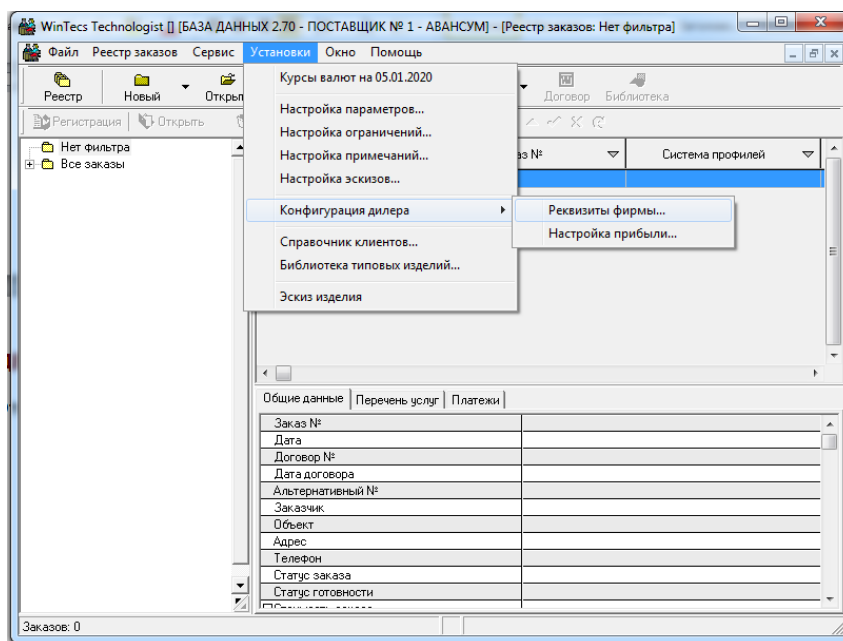 WinTecs Technologist [] [БАЗА ДАННЫХ 2.70 - ПОСТАВЩИК № 1 - АВАНСУМ] - [Реестр заказов: Нет фильтра]
Файл Реестр заказов Сервис Установки Окно Помощь
Реестр Новый Договор Библиотека
Регистрация Открыть
Курсы валют на 05.01.2020
Настройка параметров...
Настройка ограничений...
Настройка примечаний...
Настройка эскизов...
Конфигурация дилера
Справочник клиентов...
Библиотека типовых изделий...
Эскиз изделия
Реквизиты фирмы...
Настройка прибыли...
Нет фильтра
Все заказы
№ Система профилей
Общие данные Перечень услуг Платежи
Заказ №
Дата
Договор №
Дата договора
Альтернативный №
Заказчик
Объект
Адрес
Телефон
Статус заказа
Статус готовности
Заказов: 0